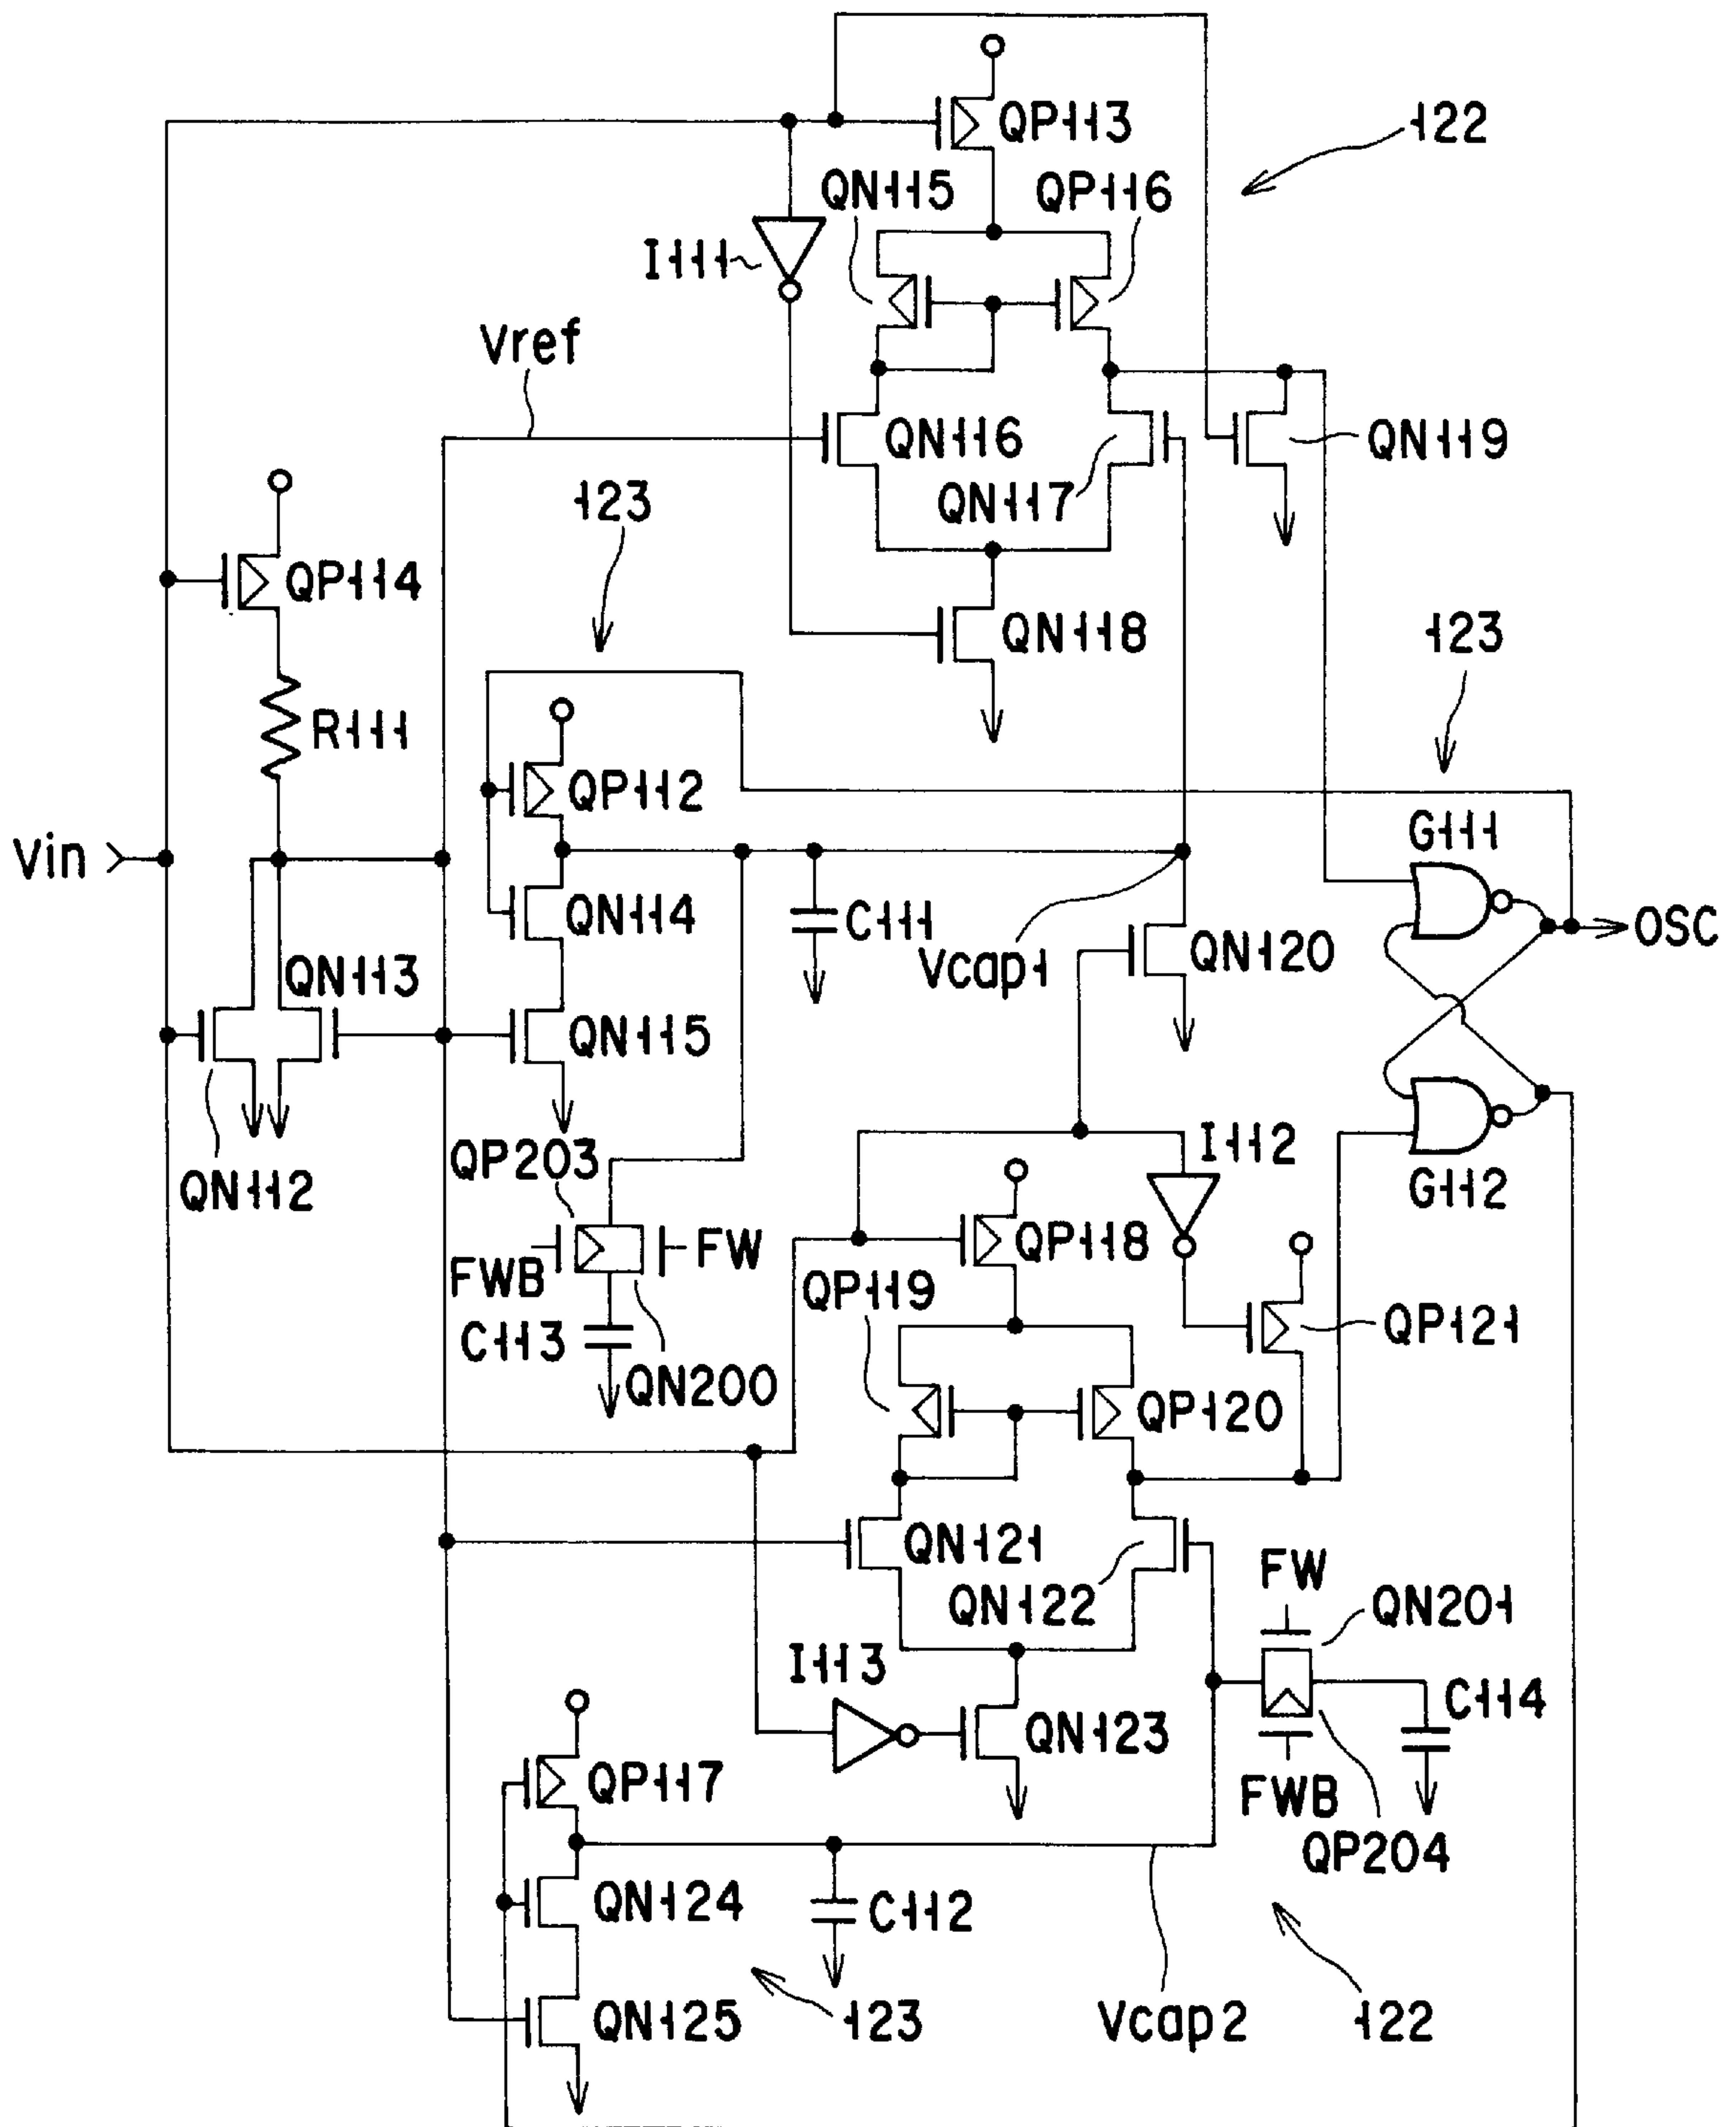 QP113
122
QN115
QP116
I111
Vref
QN116
QN119
QN117
123
QP114
QN118
123
R111
QP112
G111
Vin
QN114
C111
OSC
Vcap1
QN120
QN113
QN115
I112
QP203
QN112
G112
FWB
FW
QP118
QP119
QP121
C113
QN200
QP120
QN121
FW
QN201
QN122
I113
C114
QN123
QP117
FWB
QP204
QN124
C112
QN125
123
Vcap2
122